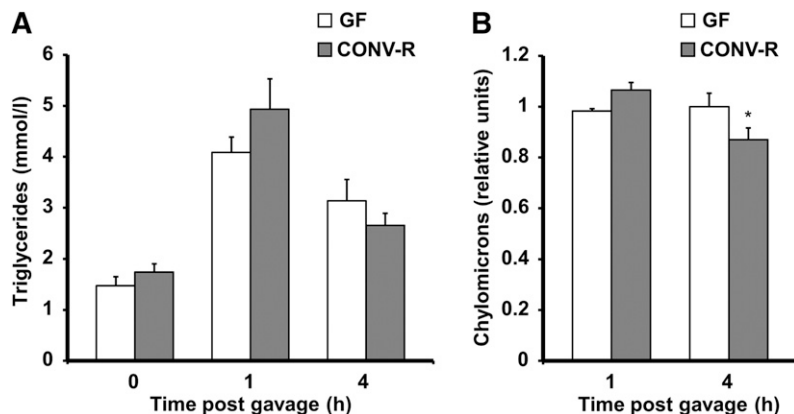 A
GF
CONV-R
Triglycerides (mmol/l)
6
5
4
3
2
1
0
0 1 4
Time post gavage (h)
B
GF
CONV-R
Chylomicrons (relative units)
1.2
1
0.8
0.6
0.4
0.2
0
*
1 4
Time post gavage (h)